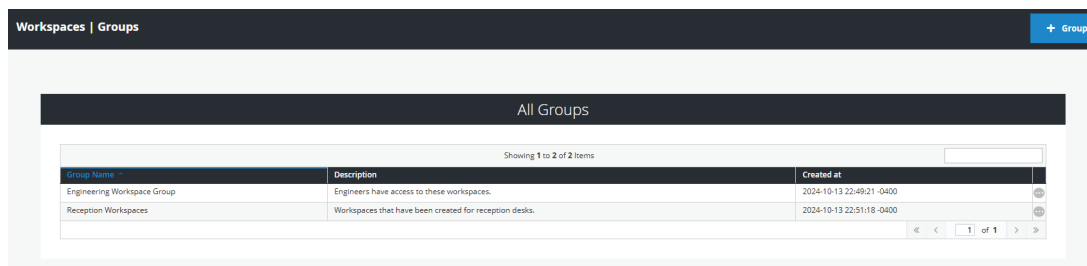 Workspaces | Groups
+ Group
All Groups
Showing 1 to 2 of 2 Items
Group Name Description Created at
Engineering Workspace Group Engineers have access to these workspaces. 2024-10-13 22:49:21 -0400
Reception Workspaces Workspaces that have been created for reception desks. 2024-10-13 22:51:18 -0400
« < 1 of 1 > »